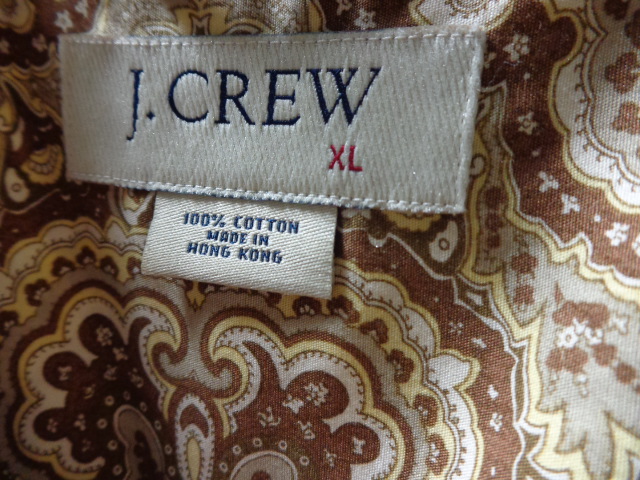 J.CREW
XL
100% COTTON
MADE IN
HONG KONG